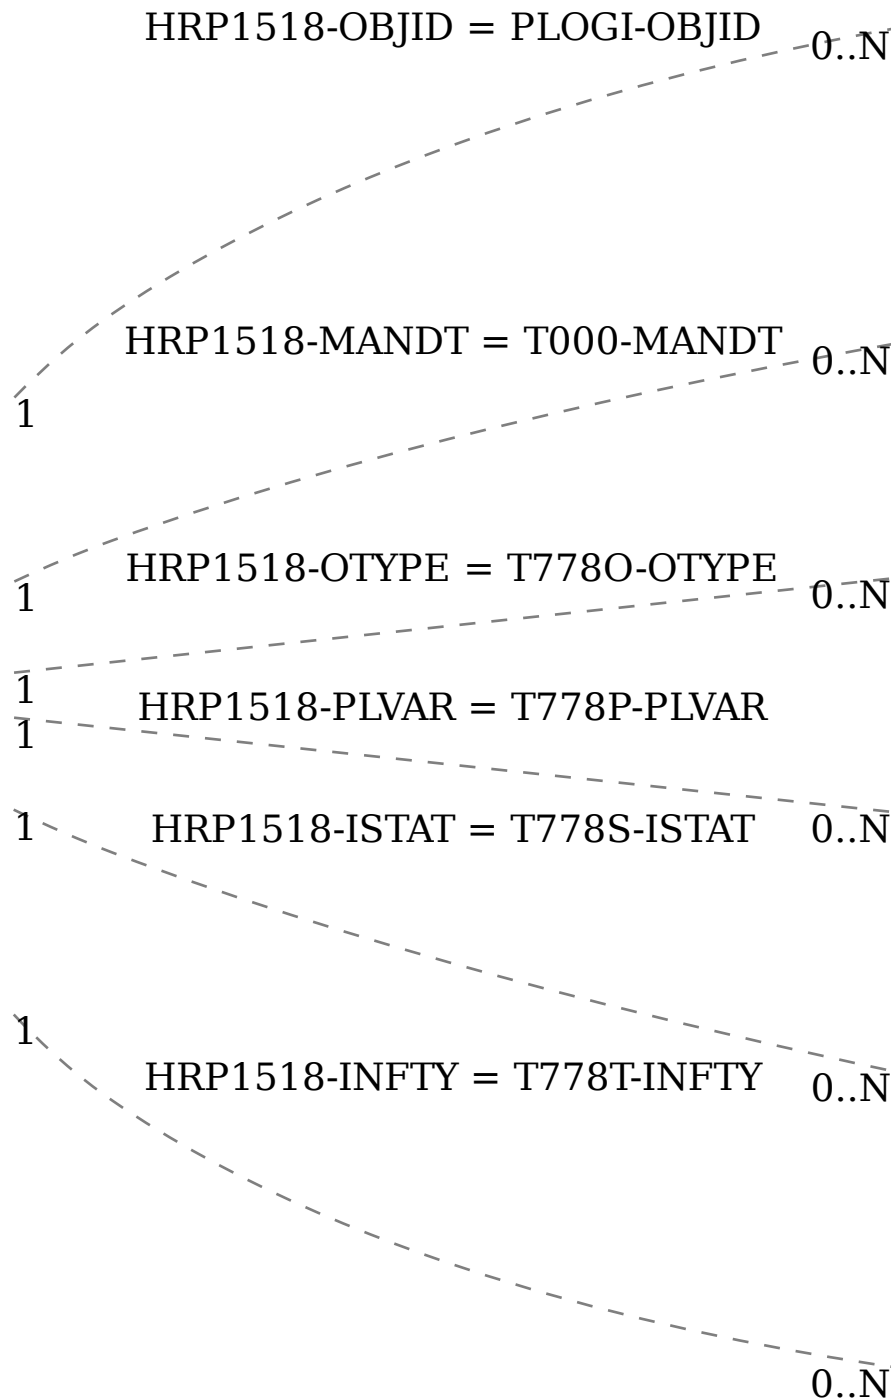 HRP1518-OBJID = PLOGI-OBJID
0..N
HRP1518-MANDT = T000-MANDT
0..N
1
HRP1518-OTYPE = T778O-OTYPE
0..N
1
1
HRP1518-PLVAR = T778P-PLVAR
1
1
HRP1518-ISTAT = T778S-ISTAT
0..N
1
HRP1518-INFTY = T778T-INFTY
0..N
0..N